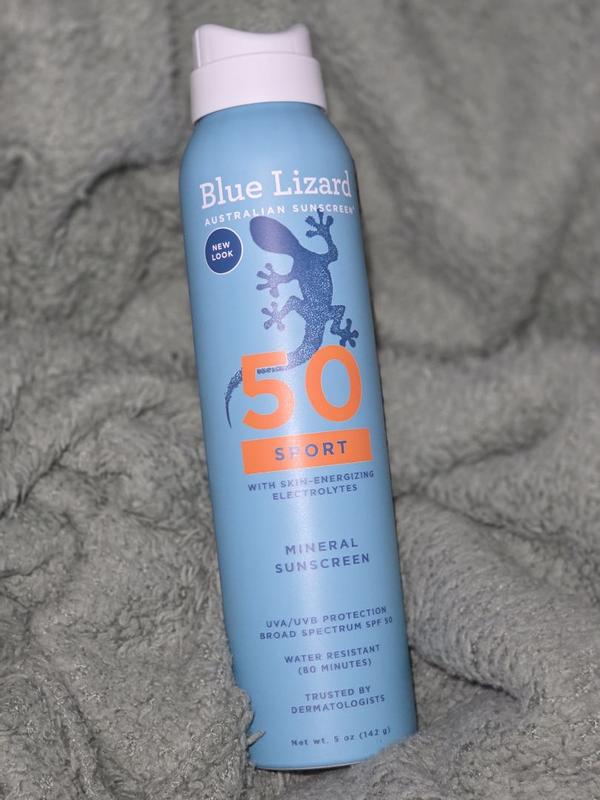 Blue Lizard
AUSTRALIAN SUNSCREEN®
NEW
LOOK
50
SPORT
WITH SKIN-ENERGIZING
ELECTROLYTES
MINERAL
SUNSCREEN
UVA/UVB PROTECTION
BROAD SPECTRUM SPF 50
WATER RESISTANT
(80 MINUTES)
TRUSTED BY
DERMATOLOGISTS
Net wt. 5 oz (142 g)